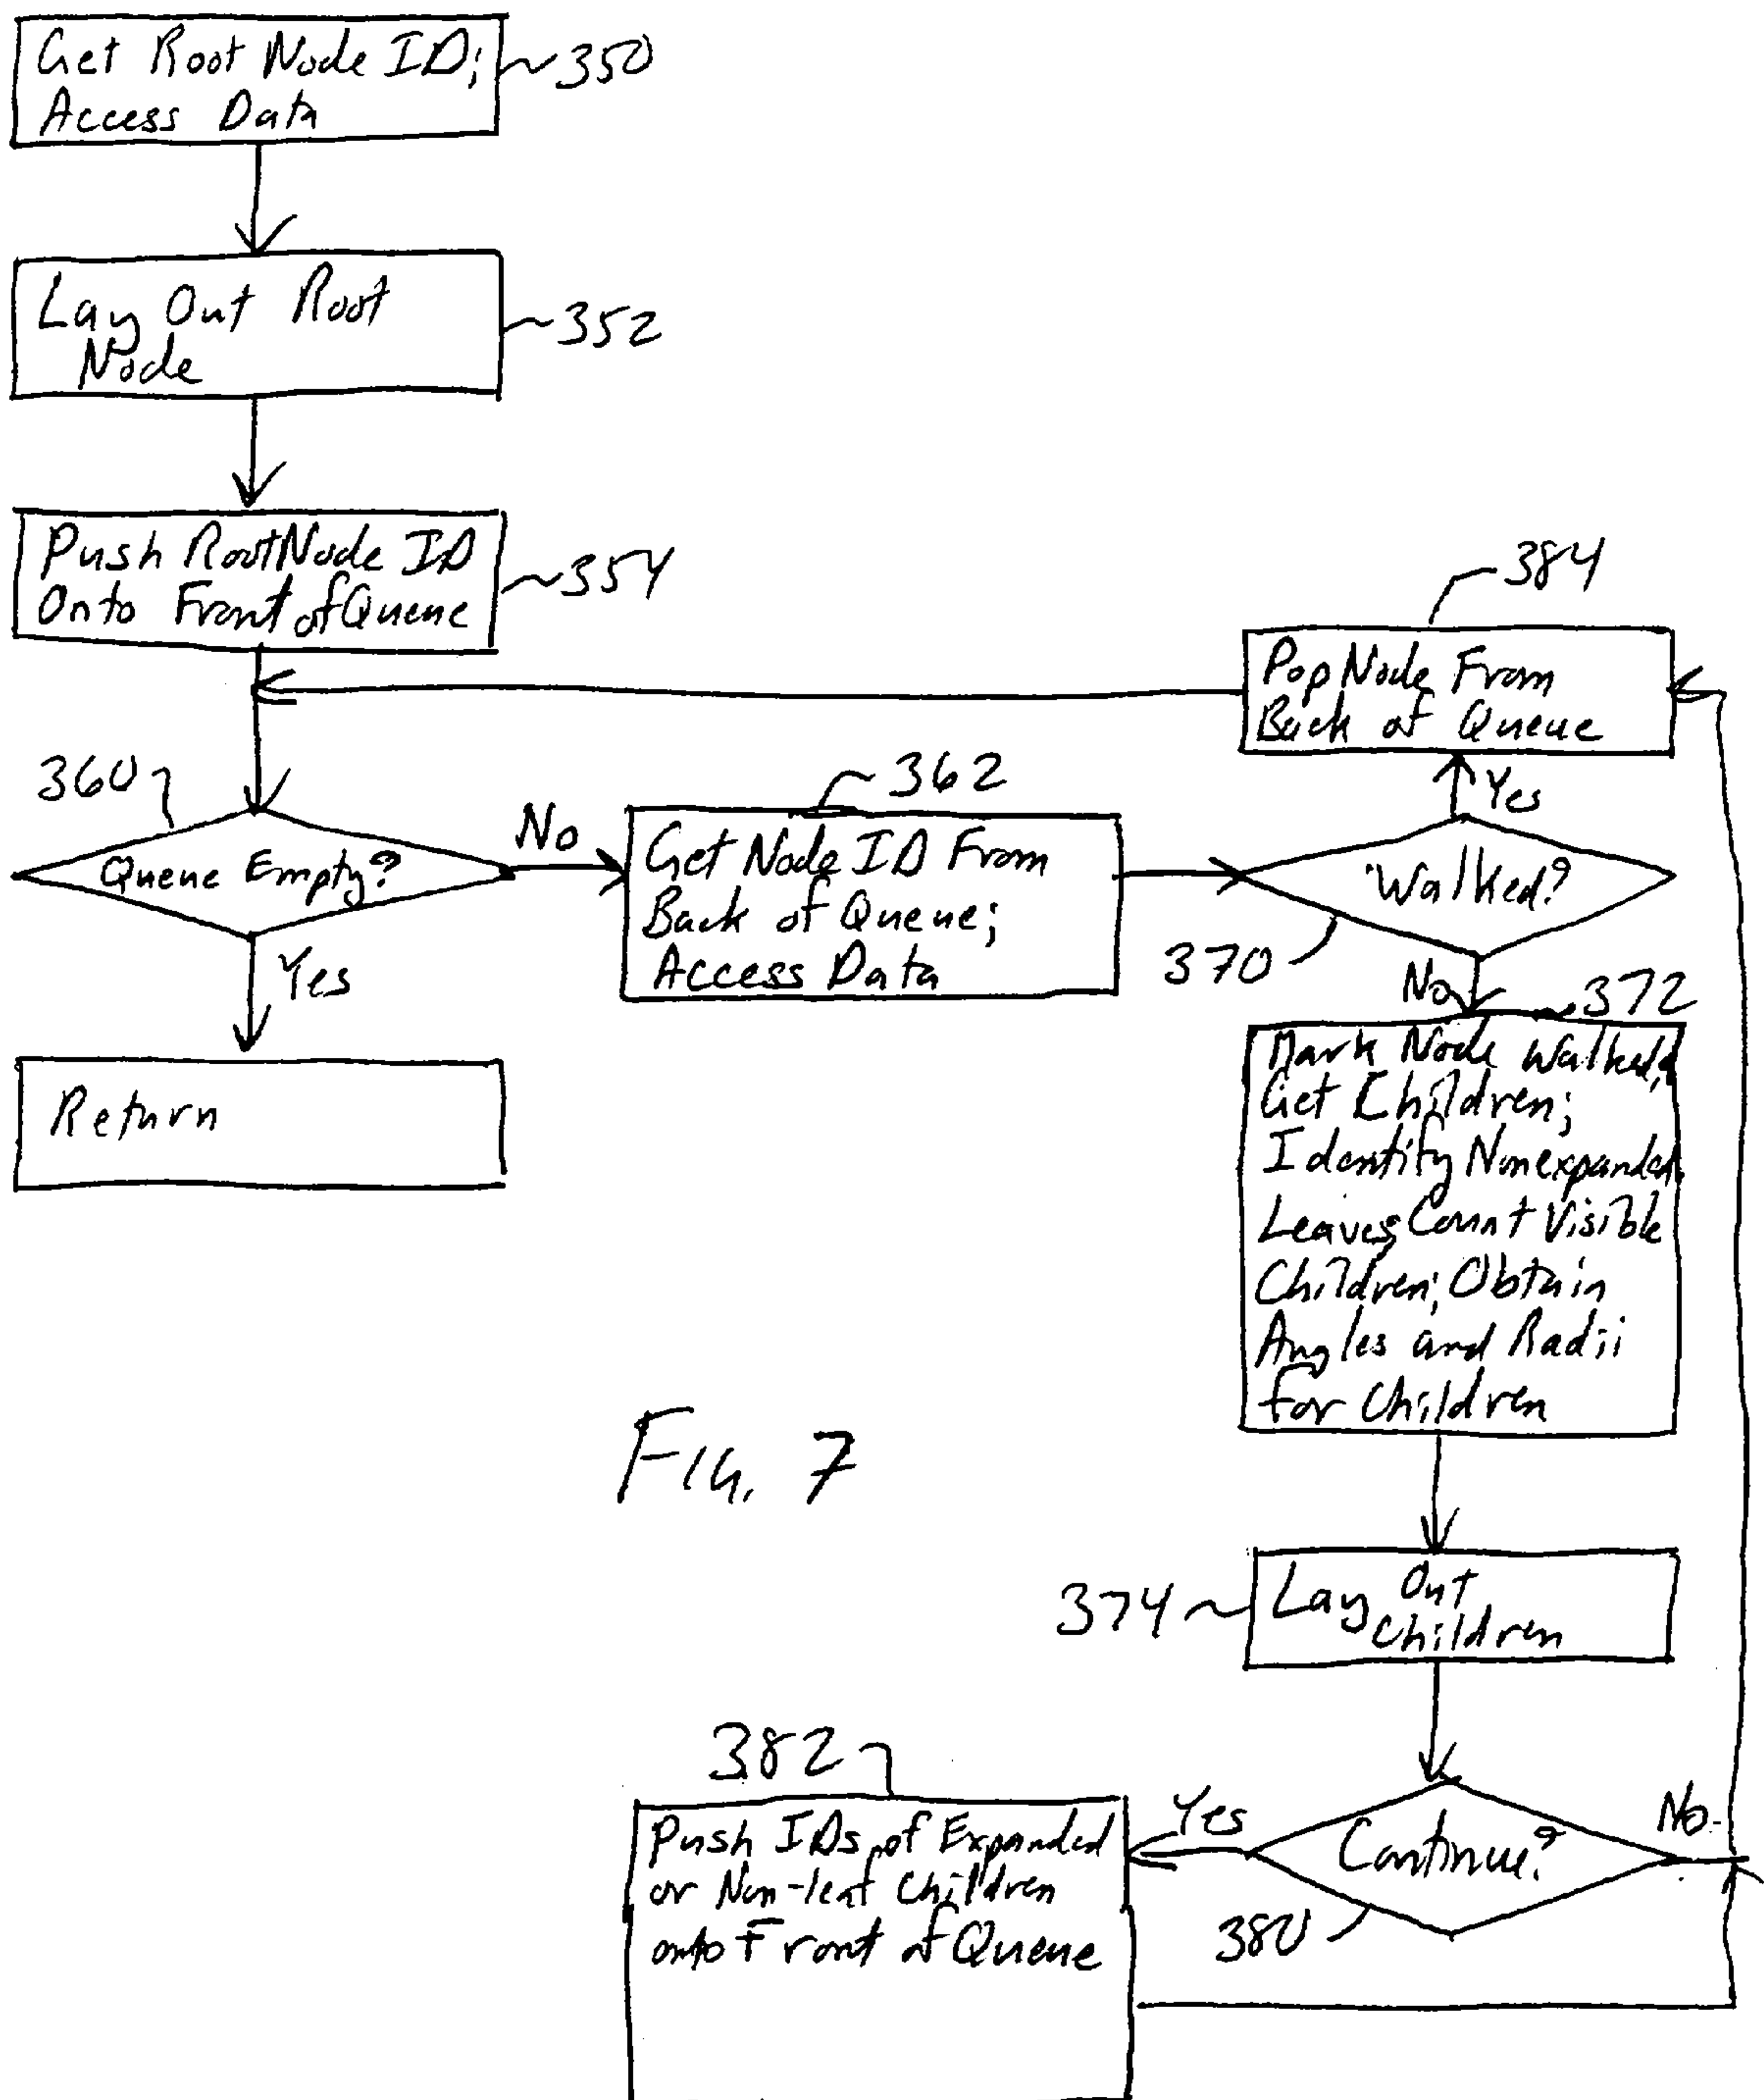 Get Root Node ID;
Access Data
350
Lay Out Root
Node
352
Push Root Node ID
Onto Front of Queue
354
384
Pop Node From
Back of Queue
360
Queue Empty?
No
Yes
362
Get Node ID From
Back of Queue;
Access Data
Yes
Walked?
370
No
372
Return
Mark Node Walked;
Get Children;
Identify Nonexpanded
Leaves; Count Visible
Children; Obtain
Angles and Radii
for Children
FIG. 7
374
Lay Out
Children
382
Push IDs of Expanded
or Non-leaf Children
onto Front of Queue
Yes
Continue?
No
380